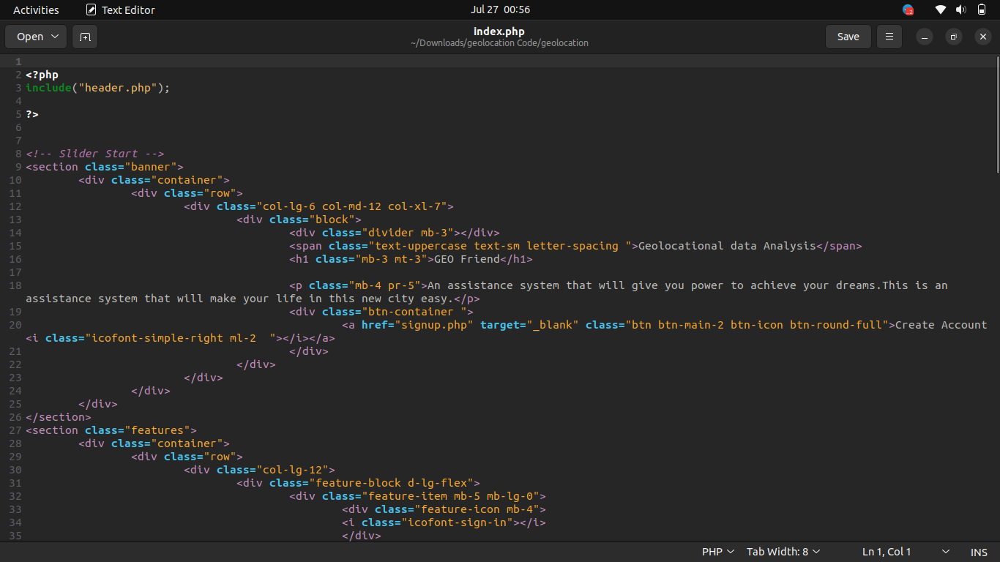 Activities Text Editor Jul 27 00:56 2
Open index.php Save
~/Downloads/geolocation Code/geolocation
1
2 <?php
3 include("header.php");
4
5 ?>
6
7
8 <!-- Slider Start -->
9 <section class="banner">
10 <div class="container">
11 <div class="row">
12 <div class="col-lg-6 col-md-12 col-xl-7">
13 <div class="block">
14 <div class="divider mb-3"></div>
15 <span class="text-uppercase text-sm letter-spacing ">Geolocational data Analysis</span>
16 <h1 class="mb-3 mt-3">GEO Friend</h1>
17
18 <p class="mb-4 pr-5">An assistance system that will give you power to achieve your dreams.This is an
assistance system that will make your life in this new city easy.</p>
19 <div class="btn-container ">
20 <a href="signup.php" target="_blank" class="btn btn-main-2 btn-icon btn-round-full">Create Account
<i class="icofont-simple-right ml-2  "></i></a>
21 </div>
22 </div>
23 </div>
24 </div>
25 </div>
26 </section>
27 <section class="features">
28 <div class="container">
29 <div class="row">
30 <div class="col-lg-12">
31 <div class="feature-block d-lg-flex">
32 <div class="feature-item mb-5 mb-lg-0">
33 <div class="feature-icon mb-4">
34 <i class="icofont-sign-in"></i>
35 </div>
PHP Tab Width: 8 Ln 1, Col 1 INS